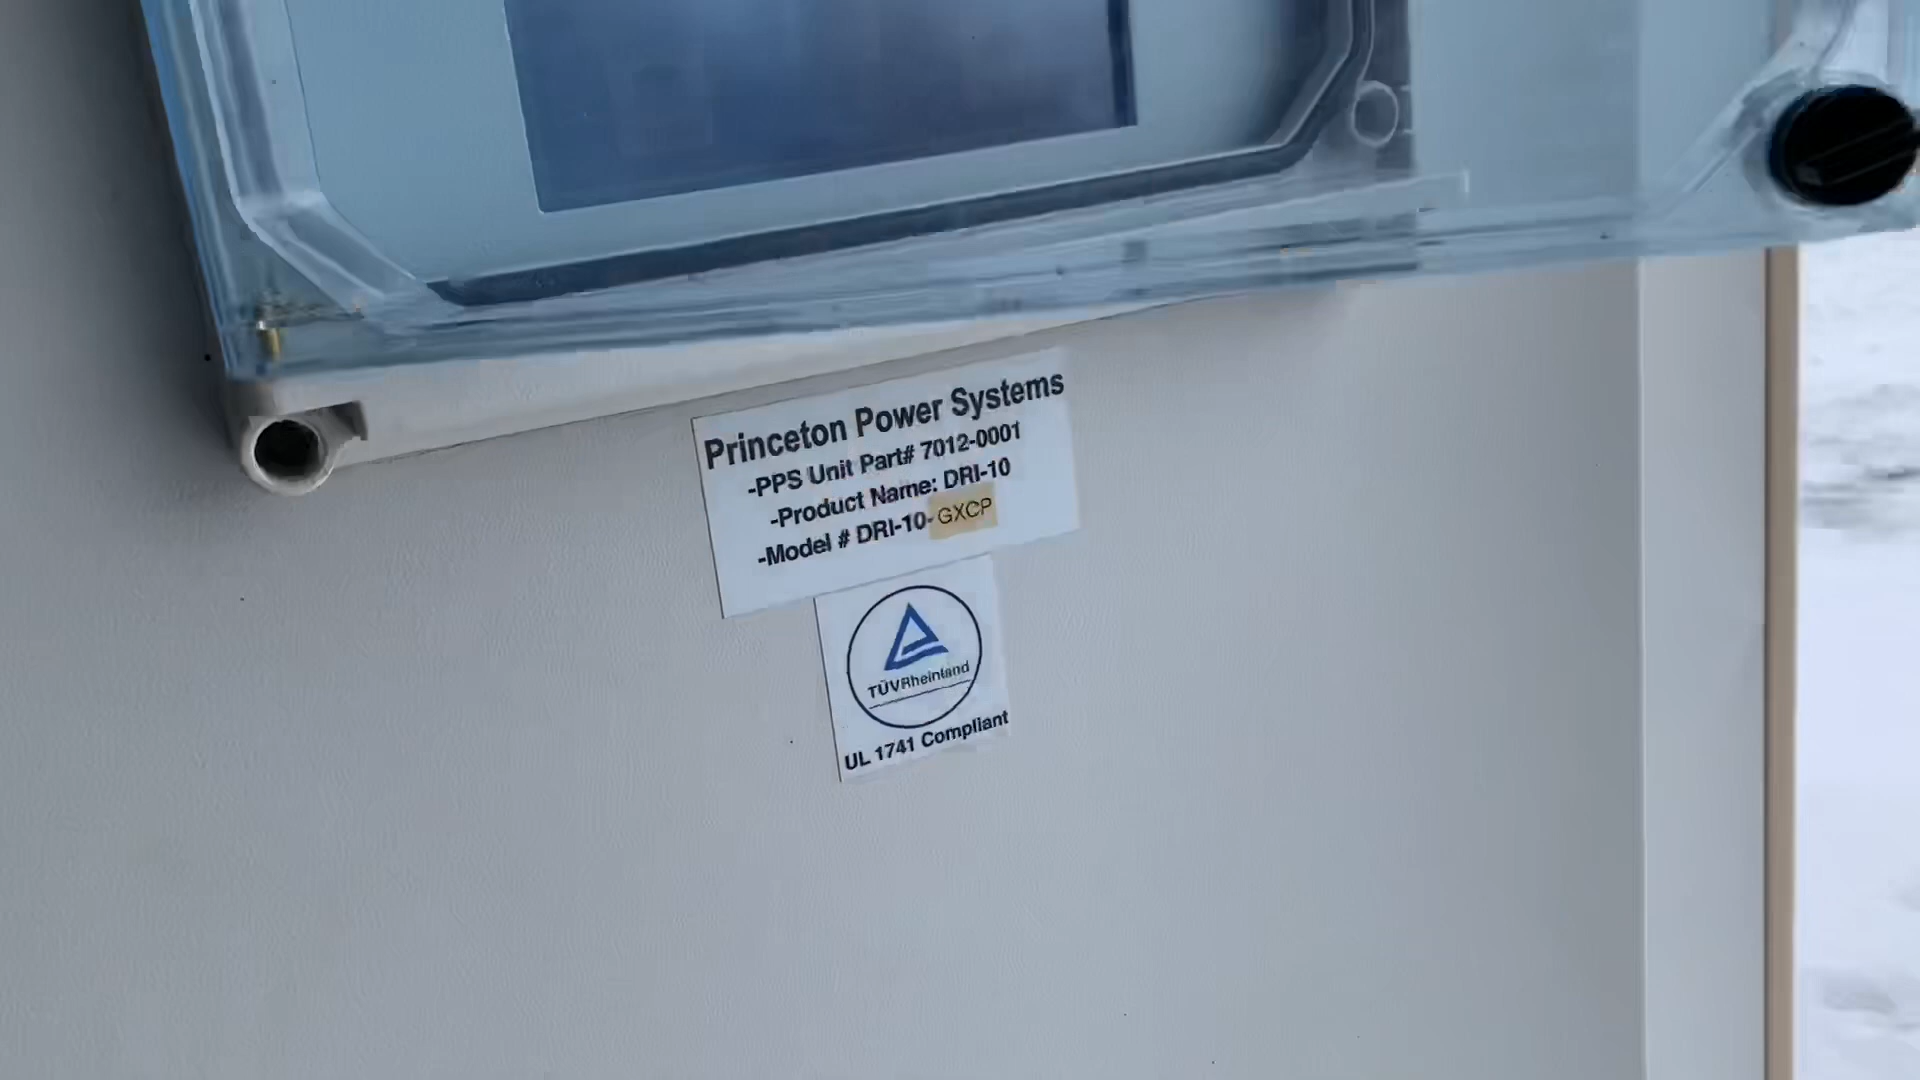 Princeton Power Systems
-PPS Unit Part# 7012-0001
-Product Name: DRI-10
-Model # DRI-10-GXCP
TÜVRheinland
UL 1741 Compliant